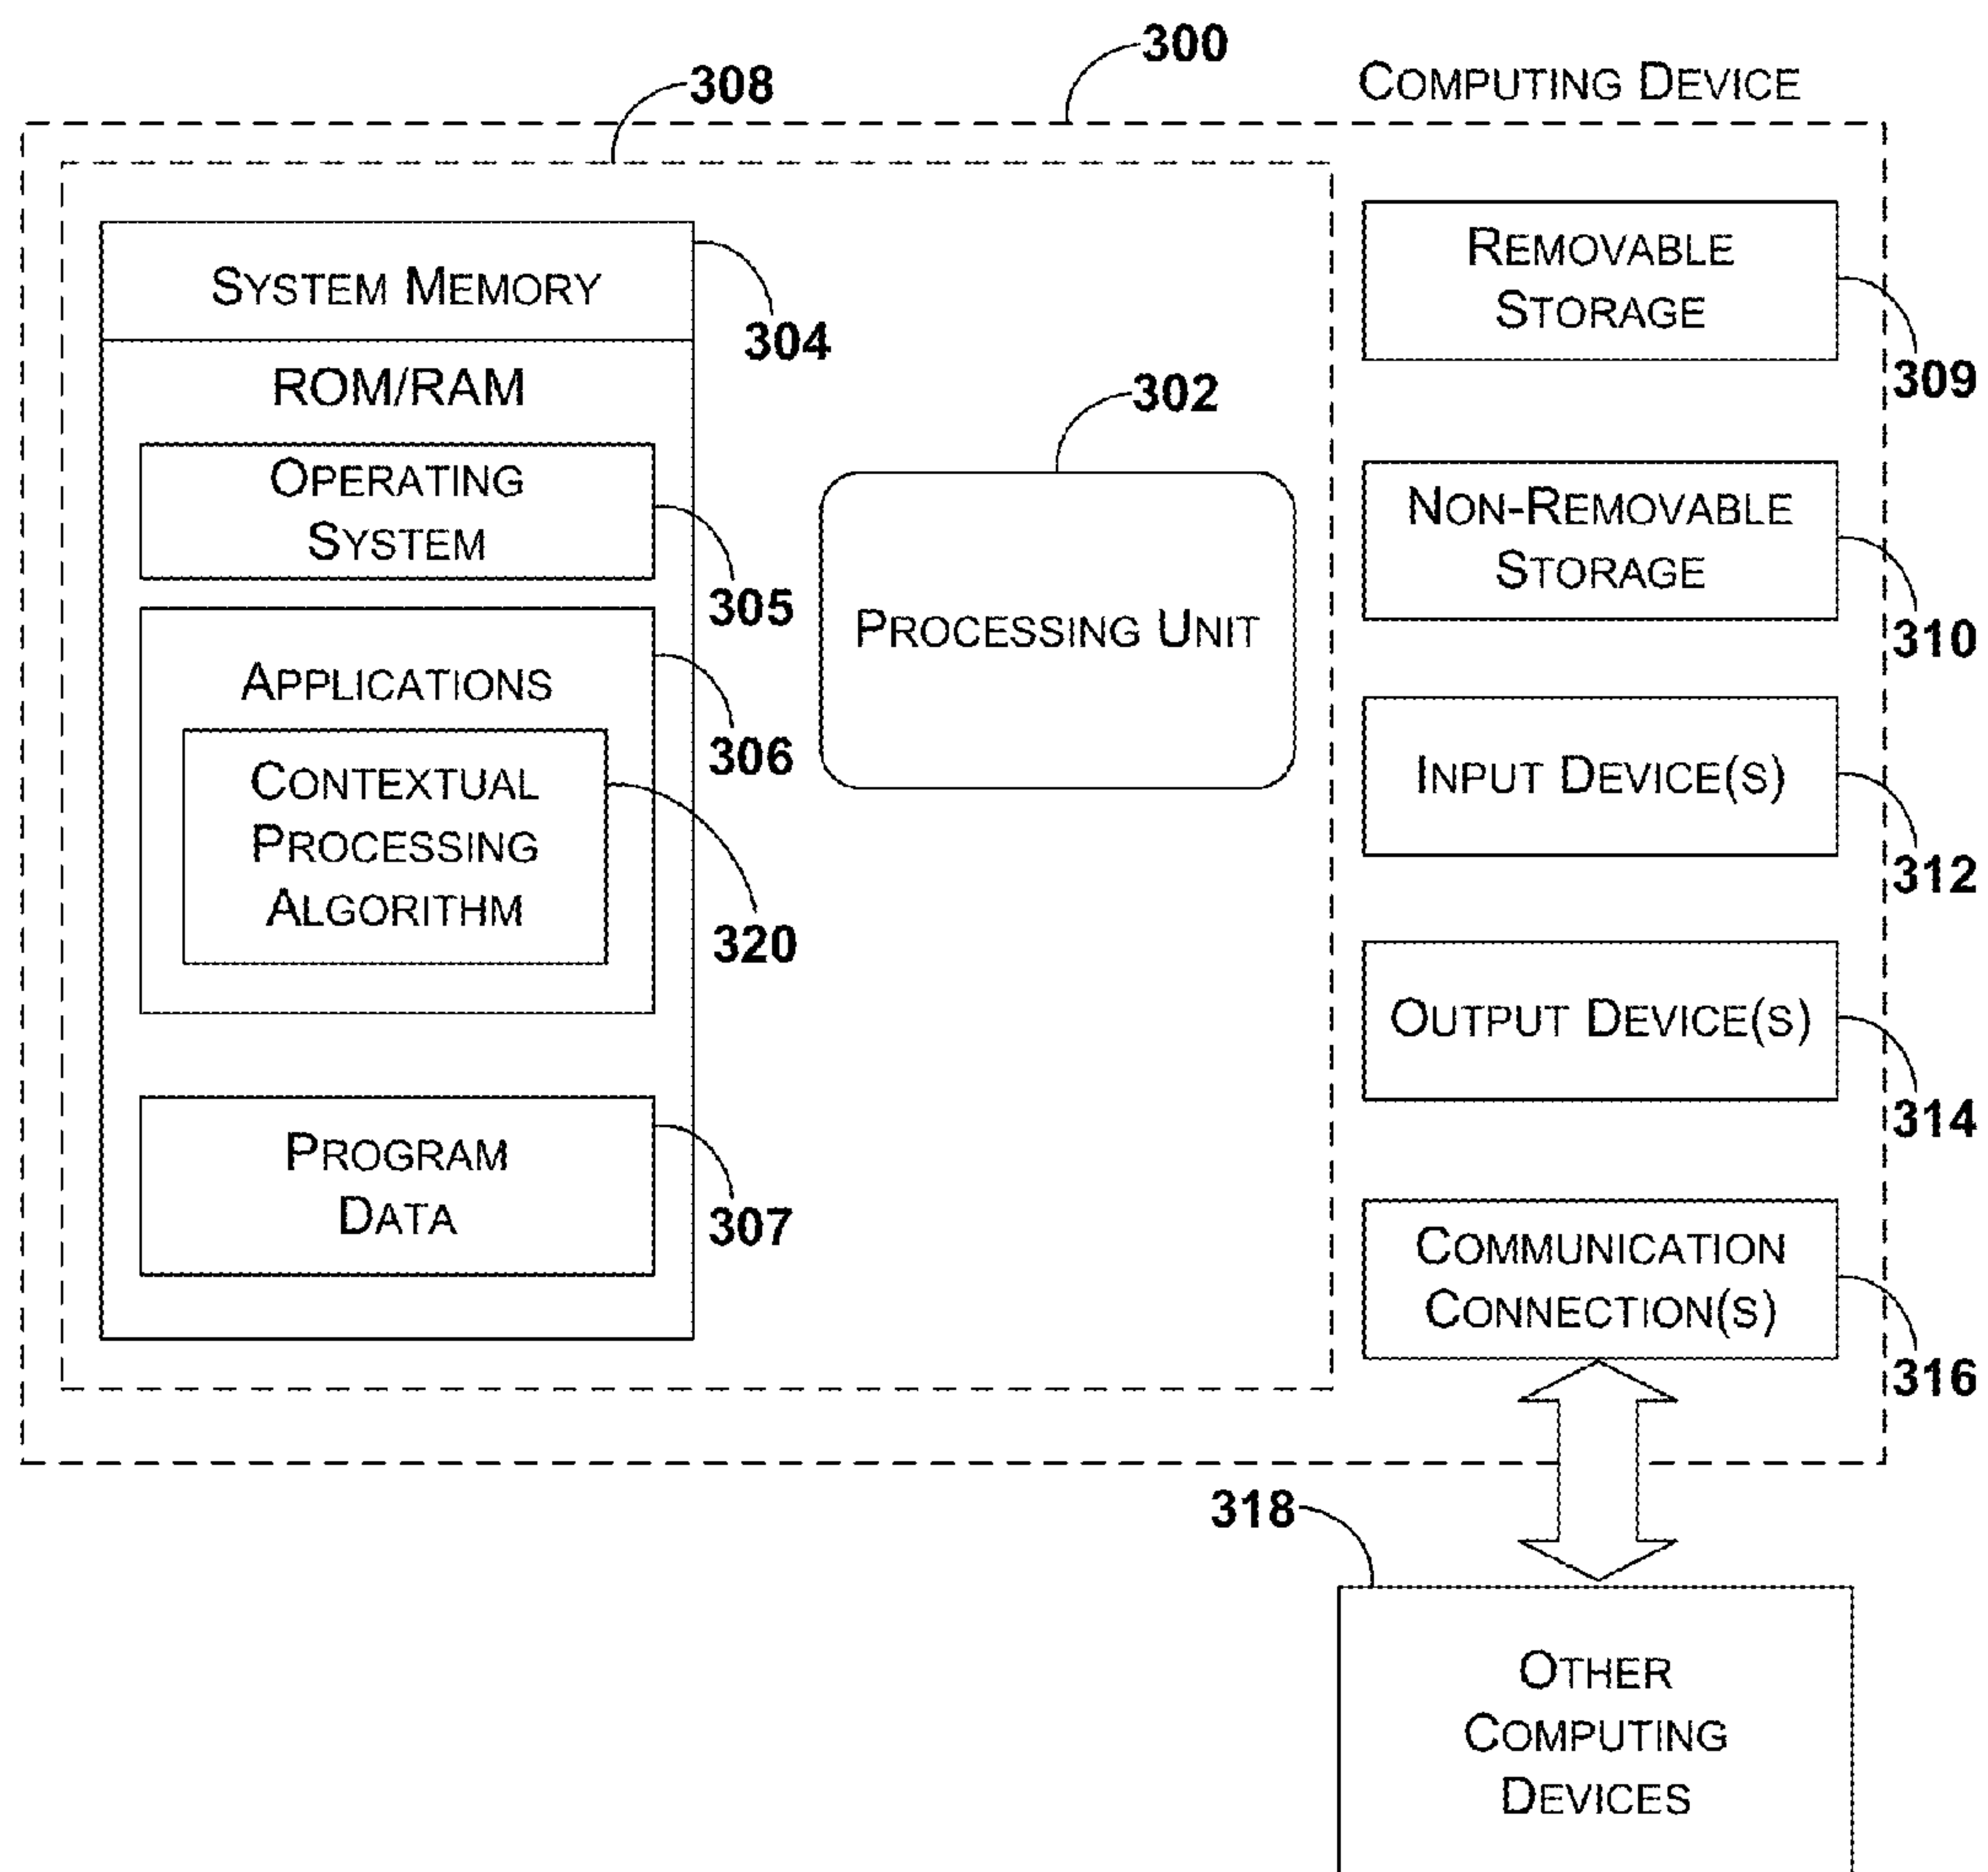 300
COMPUTING DEVICE
308
SYSTEM MEMORY
304
ROM/RAM
OPERATING
SYSTEM
305
APPLICATIONS
306
CONTEXTUAL
PROCESSING
ALGORITHM
320
PROGRAM
DATA
307
302
PROCESSING UNIT
REMOVABLE
STORAGE
309
NON-REMOVABLE
STORAGE
310
INPUT DEVICE(S)
312
OUTPUT DEVICE(S)
314
COMMUNICATION
CONNECTION(S)
316
318
OTHER
COMPUTING
DEVICES